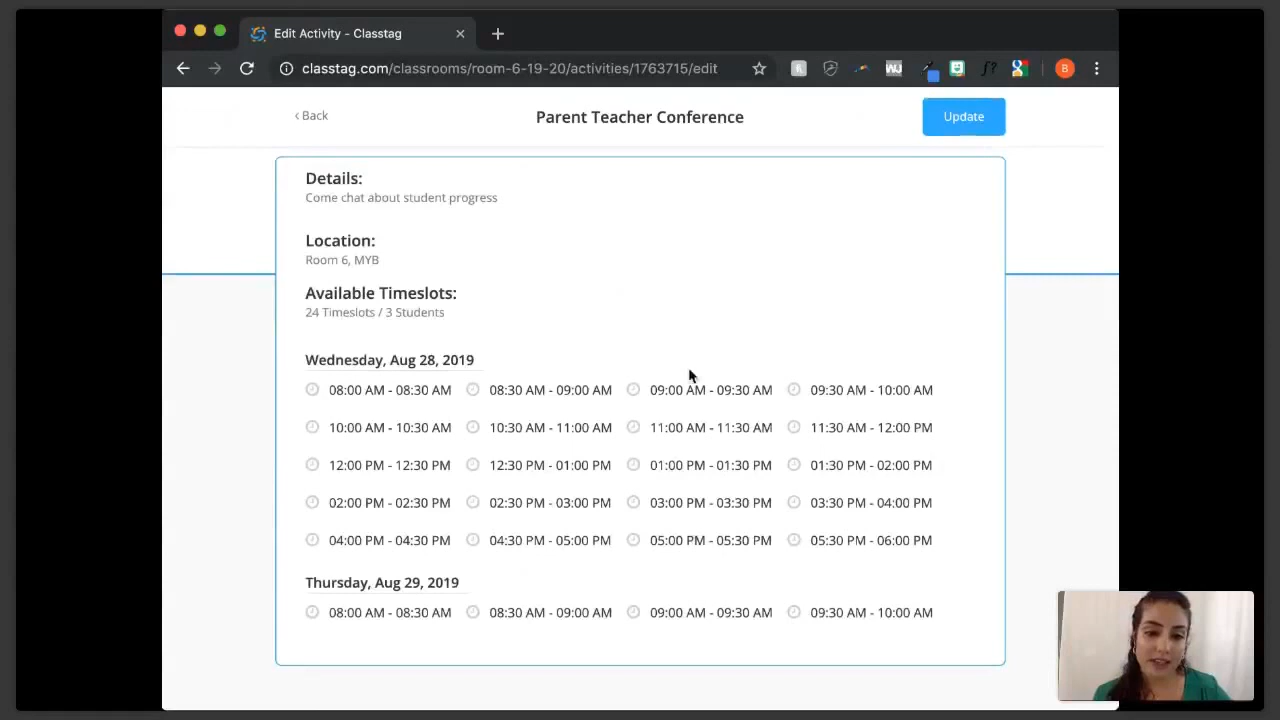 Edit Activity - Classtag
classtag.com/classrooms/room-6-19-20/activities/1763715/edit
WU
ƒ?
B
‹ Back
Parent Teacher Conference
Update
Details:
Come chat about student progress
Location:
Room 6, MYB
Available Timeslots:
24 Timeslots / 3 Students
Wednesday, Aug 28, 2019
08:00 AM - 08:30 AM 08:30 AM - 09:00 AM 09:00 AM - 09:30 AM 09:30 AM - 10:00 AM
10:00 AM - 10:30 AM 10:30 AM - 11:00 AM 11:00 AM - 11:30 AM 11:30 AM - 12:00 PM
12:00 PM - 12:30 PM 12:30 PM - 01:00 PM 01:00 PM - 01:30 PM 01:30 PM - 02:00 PM
02:00 PM - 02:30 PM 02:30 PM - 03:00 PM 03:00 PM - 03:30 PM 03:30 PM - 04:00 PM
04:00 PM - 04:30 PM 04:30 PM - 05:00 PM 05:00 PM - 05:30 PM 05:30 PM - 06:00 PM
Thursday, Aug 29, 2019
08:00 AM - 08:30 AM 08:30 AM - 09:00 AM 09:00 AM - 09:30 AM 09:30 AM - 10:00 AM